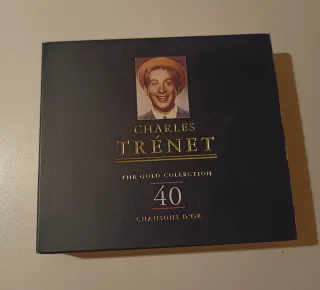 CHARLES
TRÉNET
THE GOLD COLLECTION
40
CHANSONS D'OR